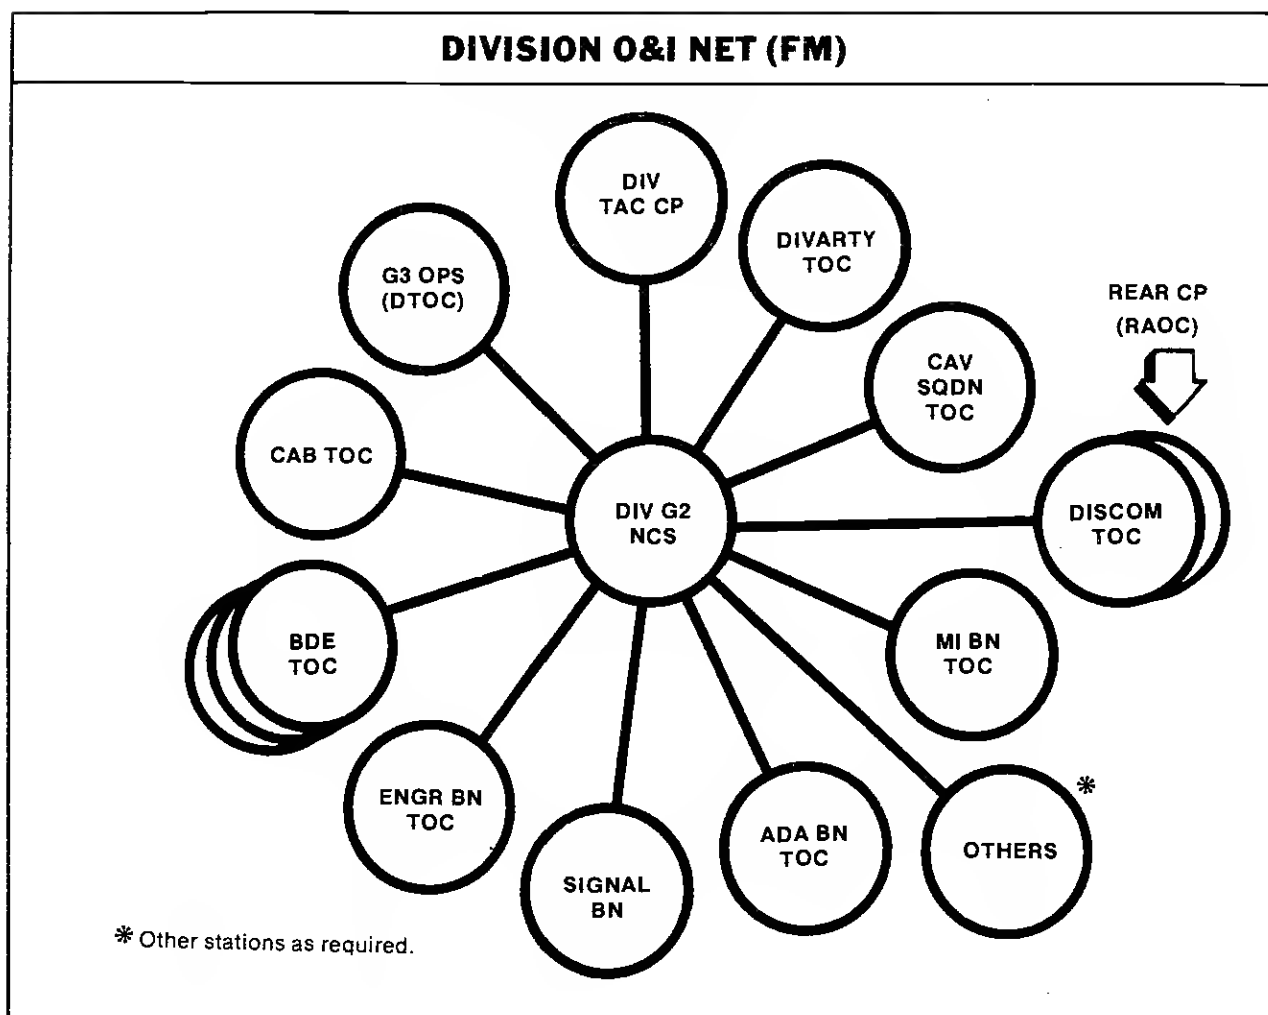 DIVISION O&I NET (FM)
DIV
TAC CP
DIVARTY
TOC
G3 OPS
(DTOC)
REAR CP
(RAOC)
CAV
SQDN
TOC
CAB TOC
DIV G2
NCS
DISCOM
TOC
BDE
TOC
MI BN
TOC
ENGR BN
TOC
SIGNAL
BN
ADA BN
TOC
OTHERS
*
* Other stations as required.